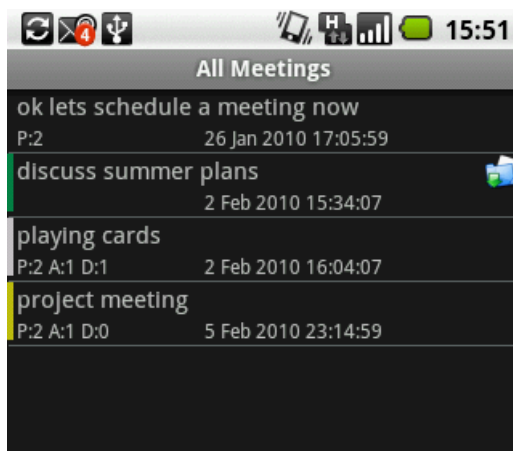 4 H 15:51
All Meetings
ok lets schedule a meeting now
P:2 26 Jan 2010 17:05:59
discuss summer plans
2 Feb 2010 15:34:07
playing cards
P:2 A:1 D:1 2 Feb 2010 16:04:07
project meeting
P:2 A:1 D:0 5 Feb 2010 23:14:59